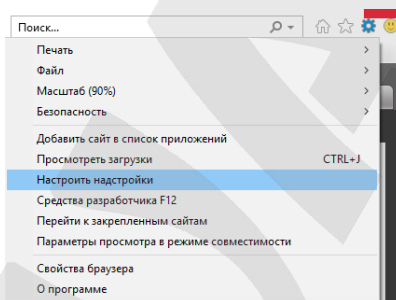 Поиск...
Печать
Файл
Масштаб (90%)
Безопасность
Добавить сайт в список приложений
Просмотреть загрузки CTRL+J
Настроить надстройки
Средства разработчика F12
Перейти к закрепленным сайтам
Параметры просмотра в режиме совместимости
Свойства браузера
О программе